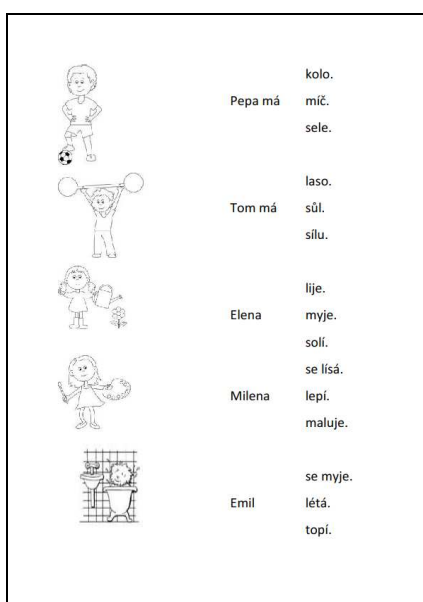 kolo.
Pepa má míč.
sele.
laso.
Tom má sůl.
sílu.
lije.
Elena myje.
solí.
se lísá.
Milena lepí.
maluje.
se myje.
Emil létá.
topí.